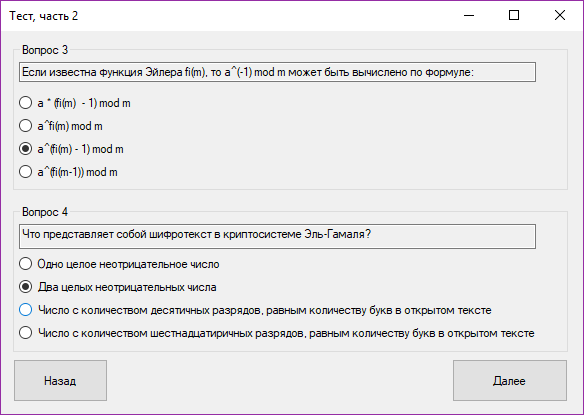 Тест, часть 2
Вопрос 3
Если известна функция Эйлера fi(m), то a^(-1) mod m может быть вычислено по формуле:
a * (fi(m)  - 1) mod m
a^fi(m) mod m
a^(fi(m) - 1) mod m
a^(fi(m-1)) mod m
Вопрос 4
Что представляет собой шифротекст в криптосистеме Эль-Гамаля?
Одно целое неотрицательное число
Два целых неотрицательных числа
Число с количеством десятичных разрядов, равным количеству букв в открытом тексте
Число с количеством шестнадцатиричных разрядов, равным количеству букв в открытом тексте
Назад
Далее